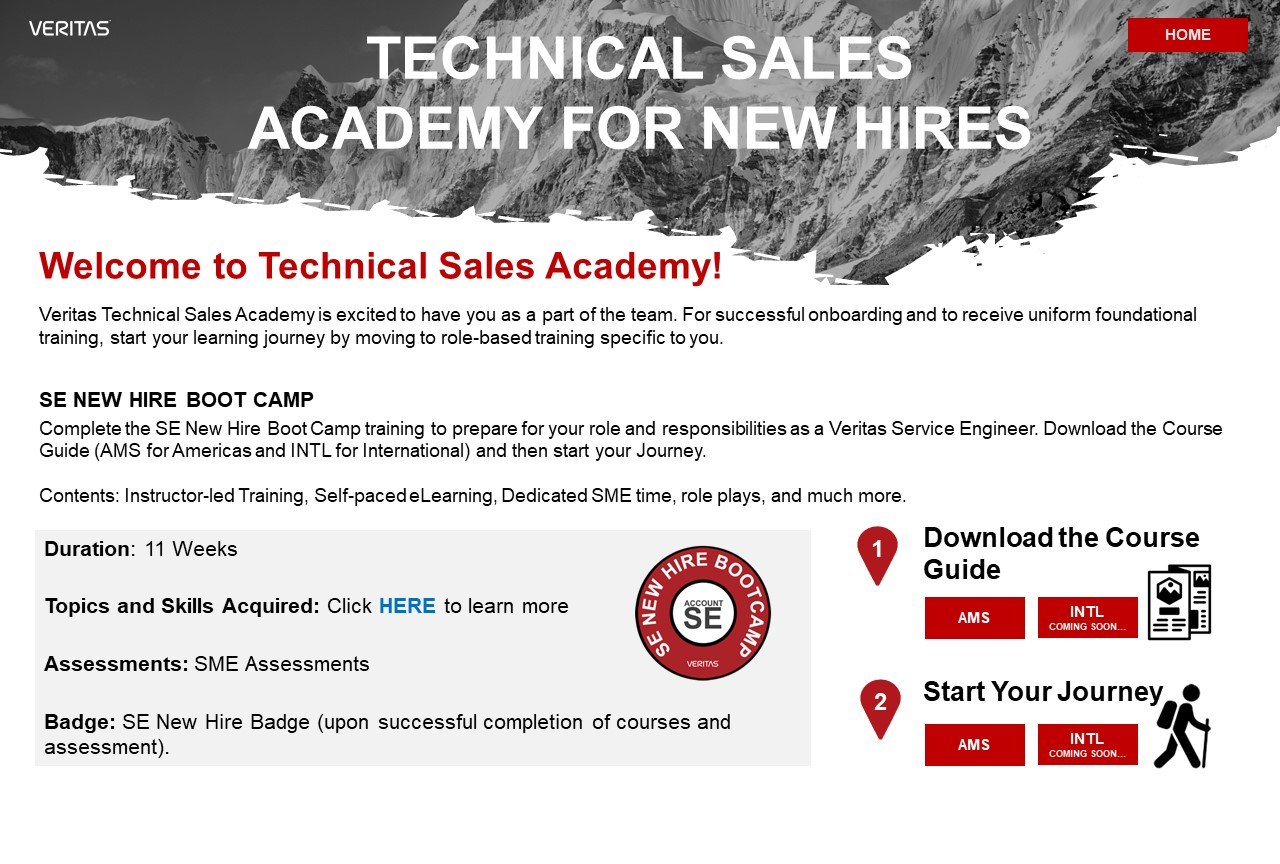 VERITAS
HOME
TECHNICAL SALES
ACADEMY FOR NEW HIRES
Welcome to Technical Sales Academy!
Veritas Technical Sales Academy is excited to have you as a part of the team. For successful onboarding and to receive uniform foundational
training, start your learning journey by moving to role-based training specific to you.
SE NEW HIRE BOOT CAMP
Complete the SE New Hire Boot Camp training to prepare for your role and responsibilities as a Veritas Service Engineer. Download the Course
Guide (AMS for Americas and INTL for International) and then start your Journey.
Contents: Instructor-led Training, Self-paced eLearning, Dedicated SME time, role plays, and much more.
Duration: 11 Weeks
Topics and Skills Acquired: Click HERE to learn more
Assessments: SME Assessments
Badge: SE New Hire Badge (upon successful completion of courses and
assessment).
SE NEW HIRE BOOTCAMP
ACCOUNT
SE
VERITAS
1
Download the Course
Guide
AMS
INTL
COMING SOON...
2
Start Your Journey
AMS
INTL
COMING SOON...